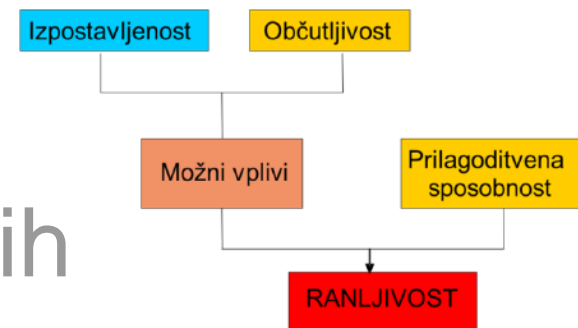 Izpostavljenost
Občutljivost
Možni vplivi
Prilagoditvena
sposobnost
ih
RANLJIVOST